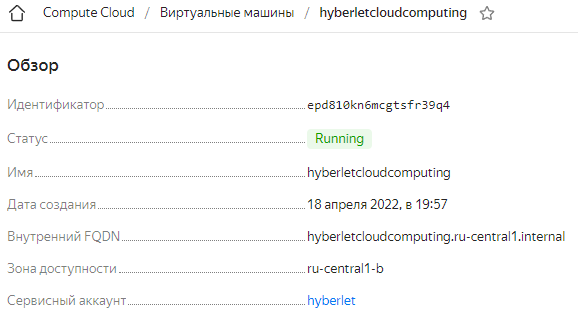 Compute Cloud / Виртуальные машины / hyberletcloudcomputing
Обзор
Идентификатор epd810kn6mcgtsfr39q4
Статус Running
Имя hyberletcloudcomputing
Дата создания 18 апреля 2022, в 19:57
Внутренний FQDN hyberletcloudcomputing.ru-central1.internal
Зона доступности ru-central1-b
Сервисный аккаунт hyberlet